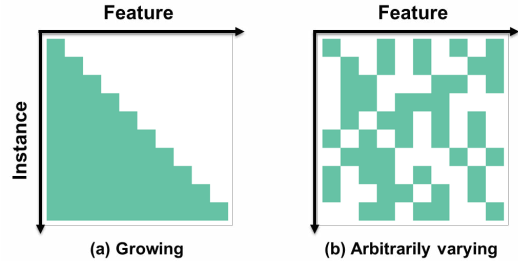 Feature
Feature
Instance
(a) Growing
(b) Arbitrarily varying